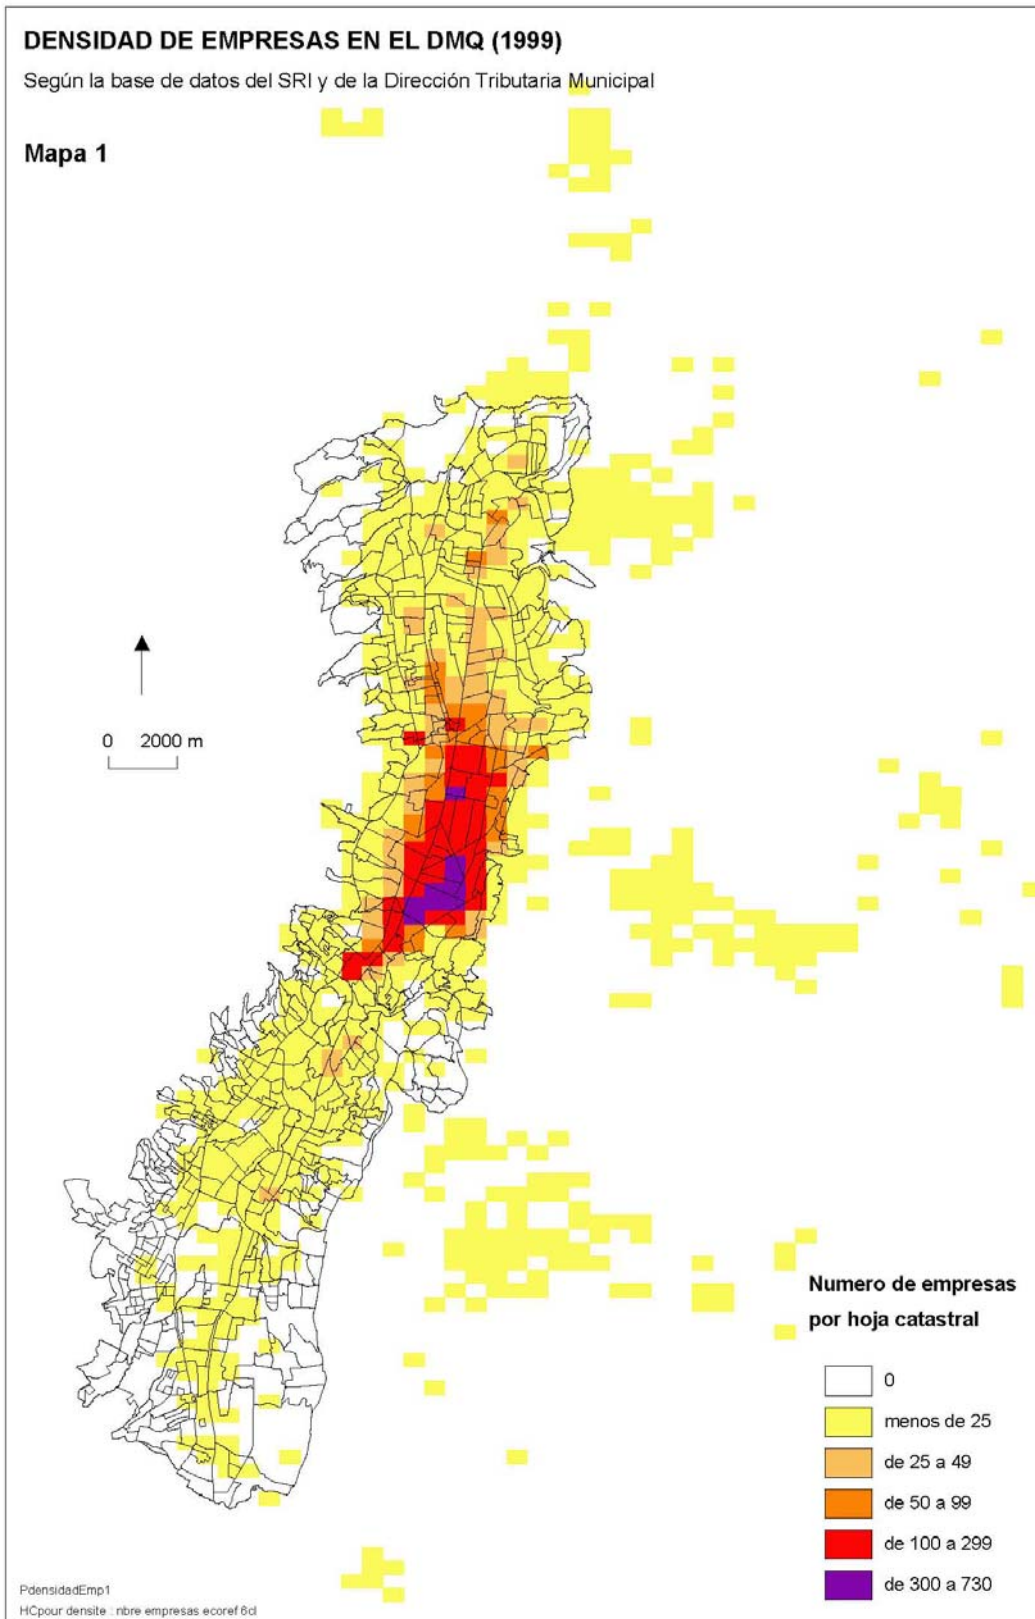 DENSIDAD DE EMPRESAS EN EL DMQ (1999)
Según la base de datos del SRI y de la Dirección Tributaria Municipal
Mapa 1
0 2000 m
Numero de empresas
por hoja catastral
0
menos de 25
de 25 a 49
de 50 a 99
de 100 a 299
de 300 a 730
PdensidadEmp1
HCpour densite : nbre empresas ecoref 6cl